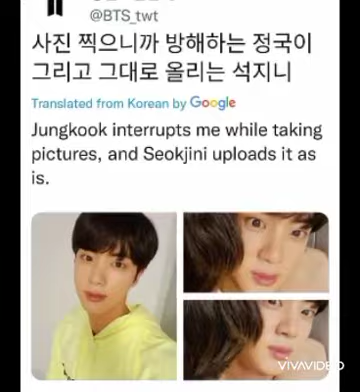 @BTS_twt
사진 찍으니까 방해하는 정국이
그리고 그대로 올리는 석지니
Translated from Korean by Google
Jungkook interrupts me while taking
pictures, and Seokjini uploads it as
is.
VIVAVIDEO